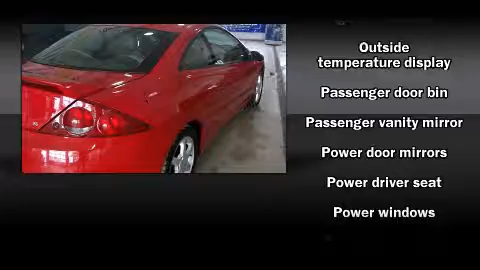 Outside
temperature display
Passenger door bin
Passenger vanity mirror
Power door mirrors
Power driver seat
Power windows